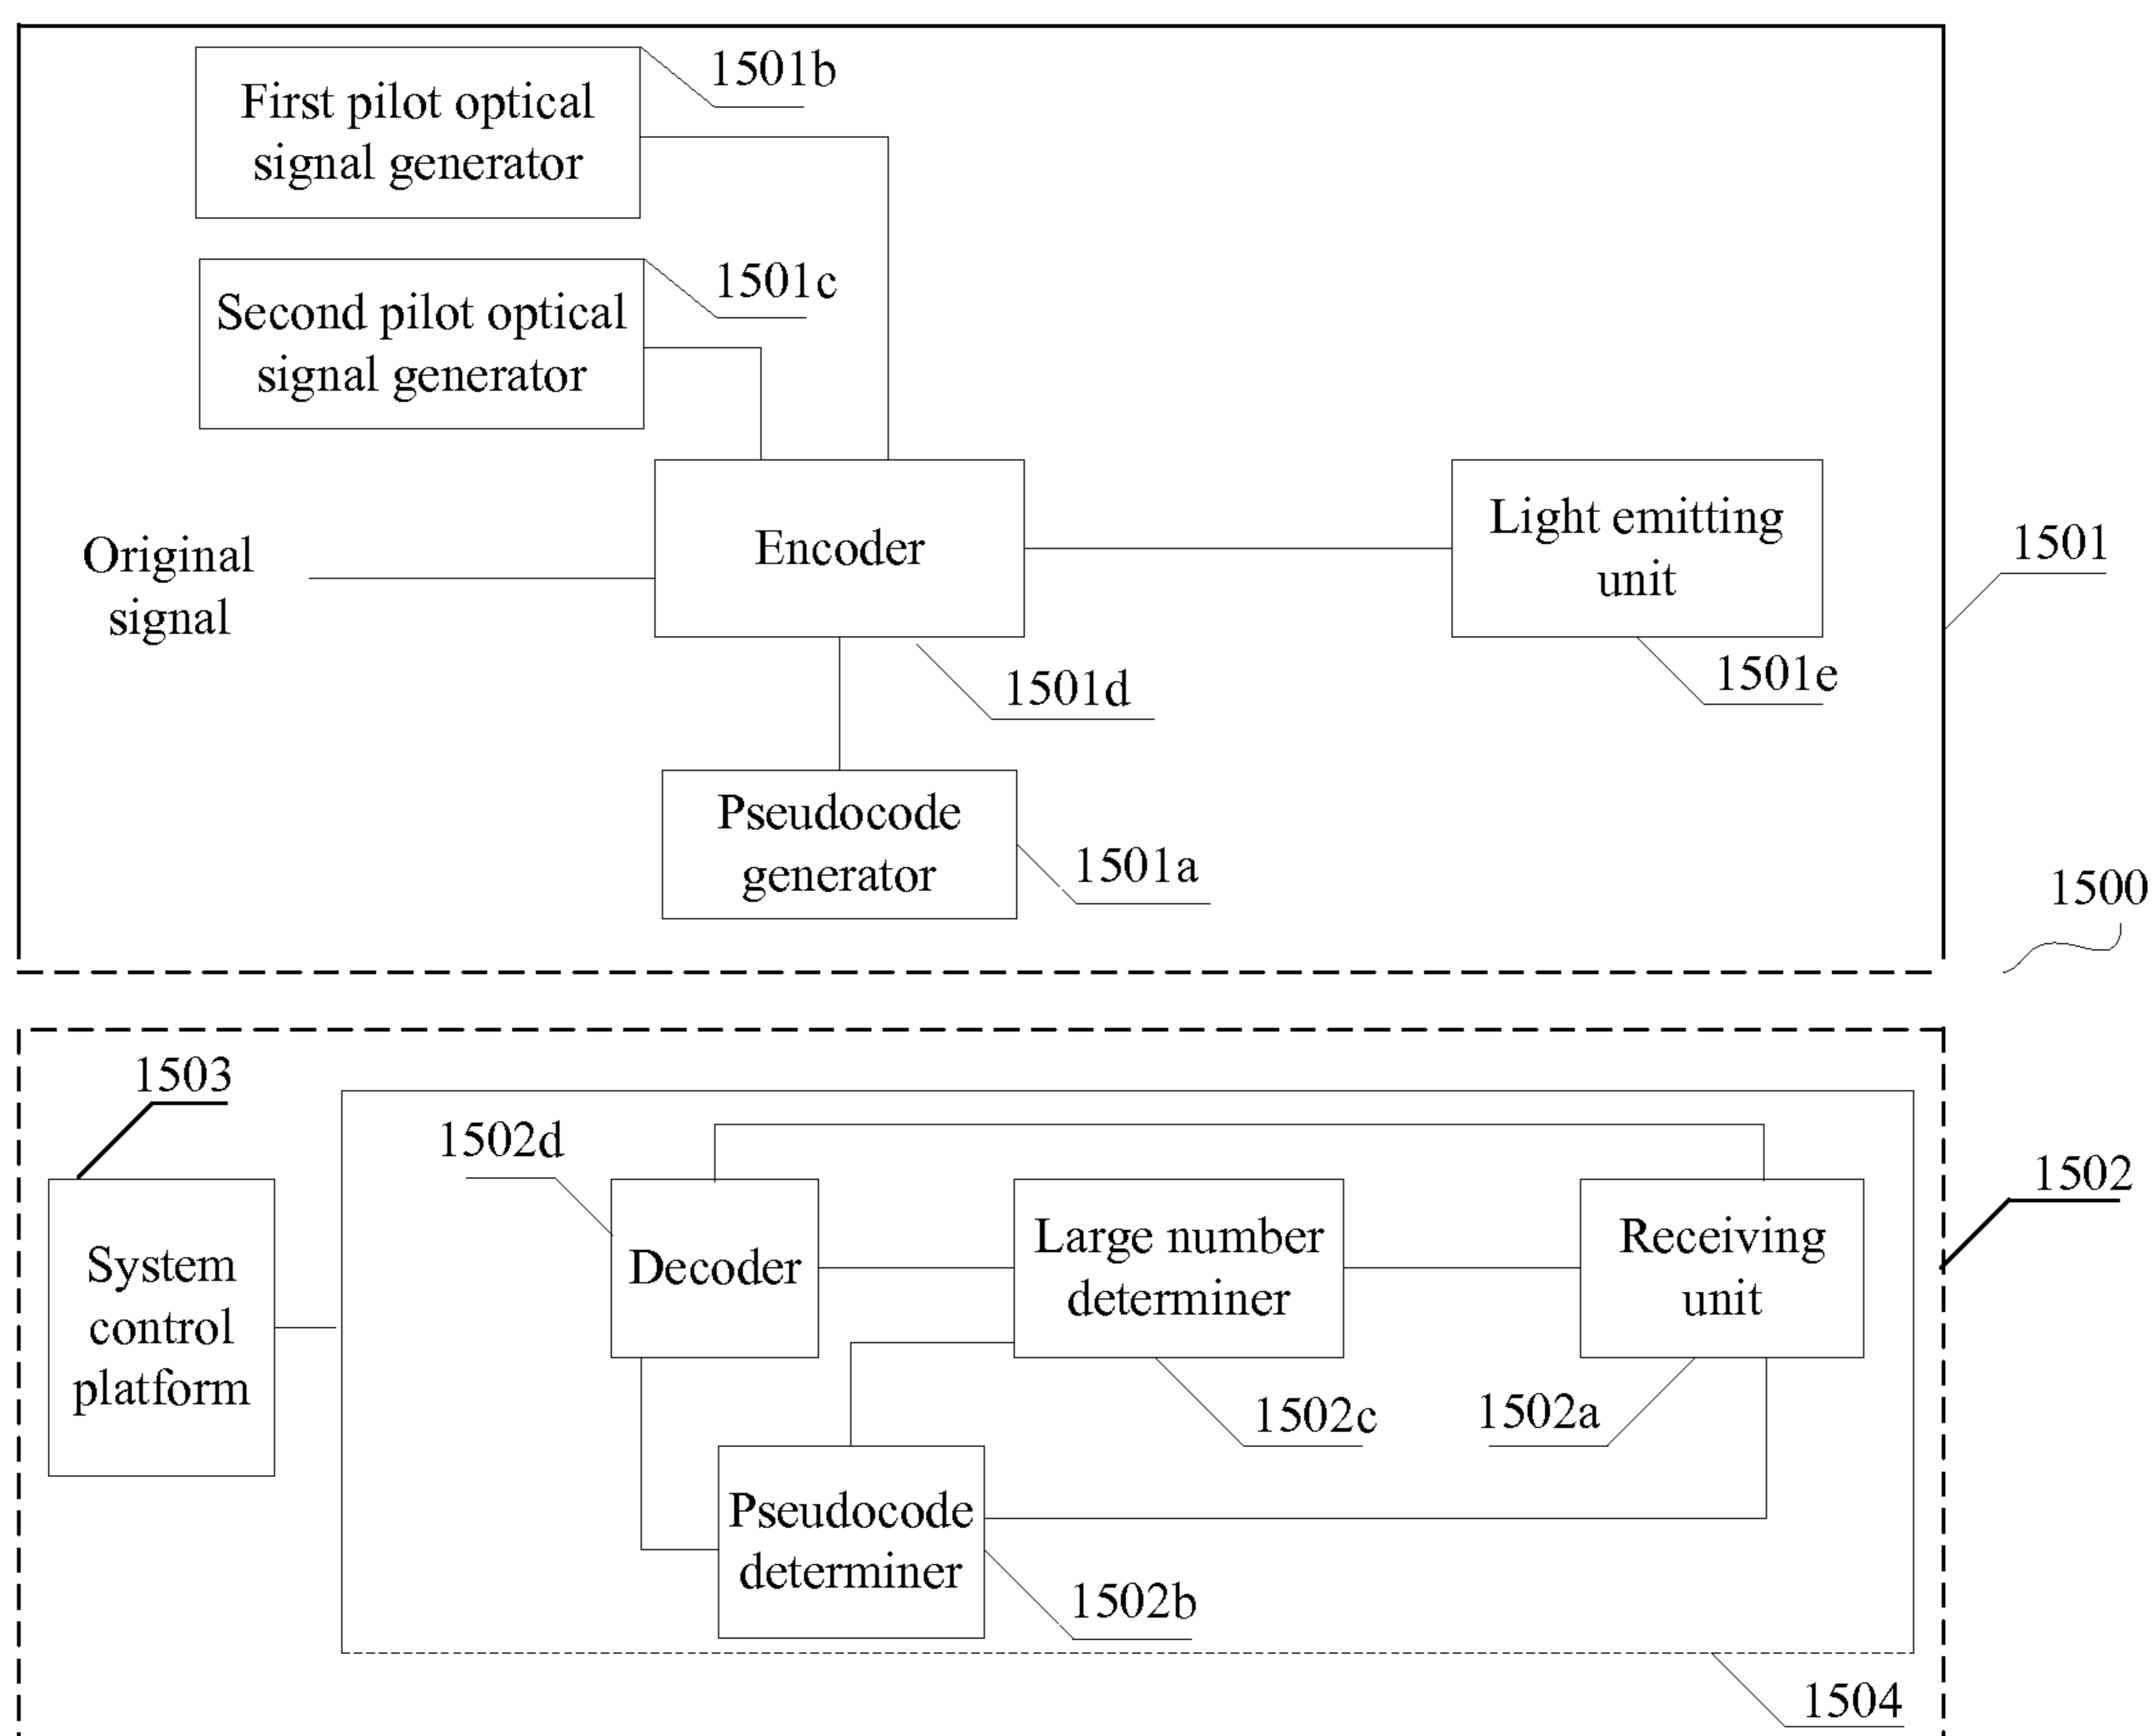 1501b
First pilot optical
signal generator
1501c
Second pilot optical
signal generator
Original
signal
Encoder
Light emitting
unit
1501
1501d
1501e
Pseudocode
generator
1501a
1500
1503
1502d
1502
System
control
platform
Decoder
Large number
determiner
Receiving
unit
1502c
1502a
Pseudocode
determiner
1502b
1504